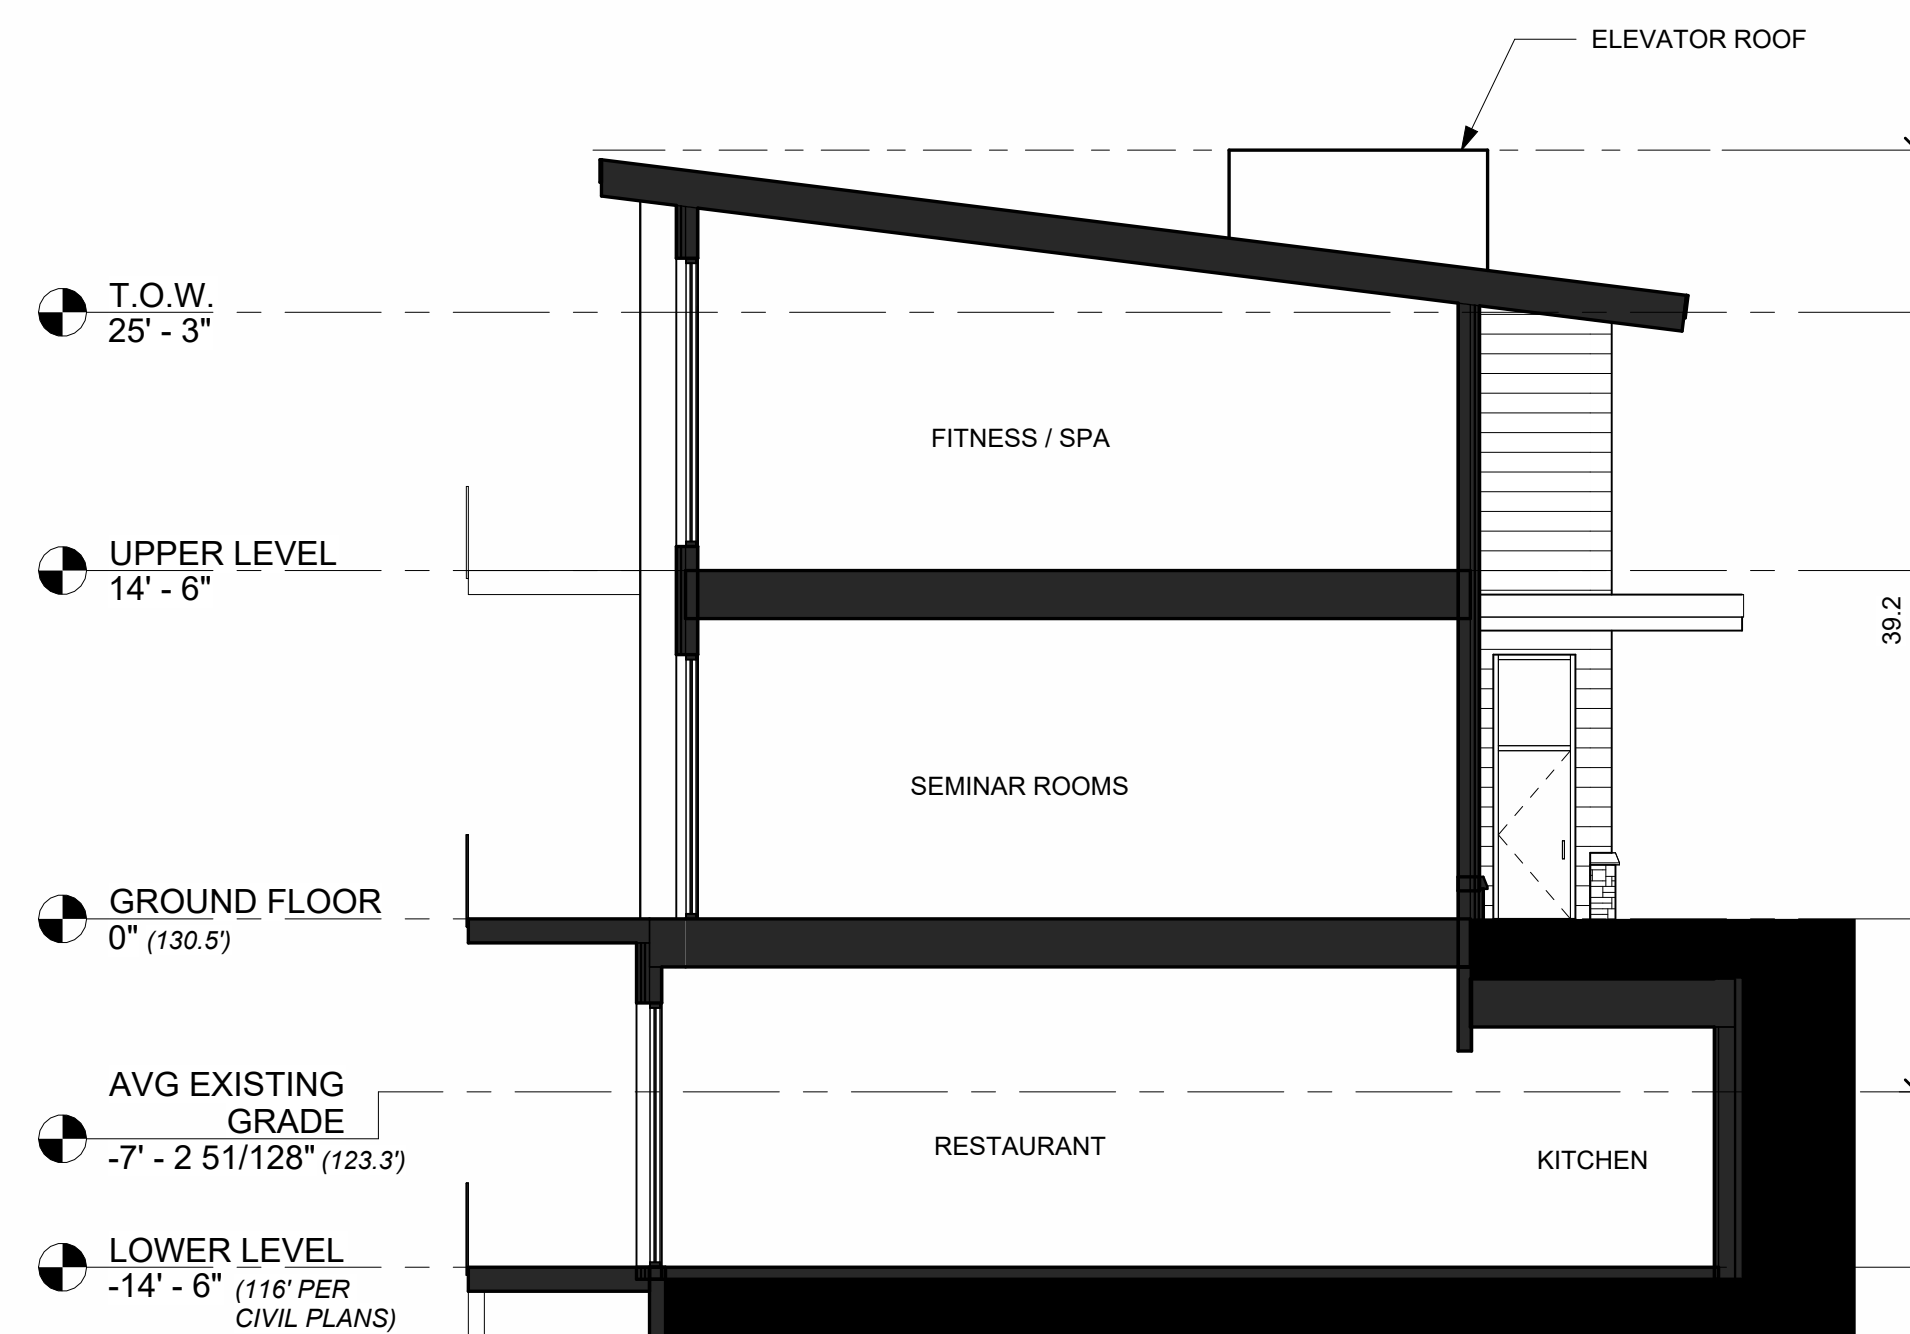 ELEVATOR ROOF
T.O.W.
25' - 3"
FITNESS / SPA
UPPER LEVEL
14' - 6"
39.2
SEMINAR ROOMS
GROUND FLOOR
0" (130.5')
AVG EXISTING
GRADE
-7' - 2 51/128" (123.3')
RESTAURANT
KITCHEN
LOWER LEVEL
-14' - 6" (116' PER
CIVIL PLANS)